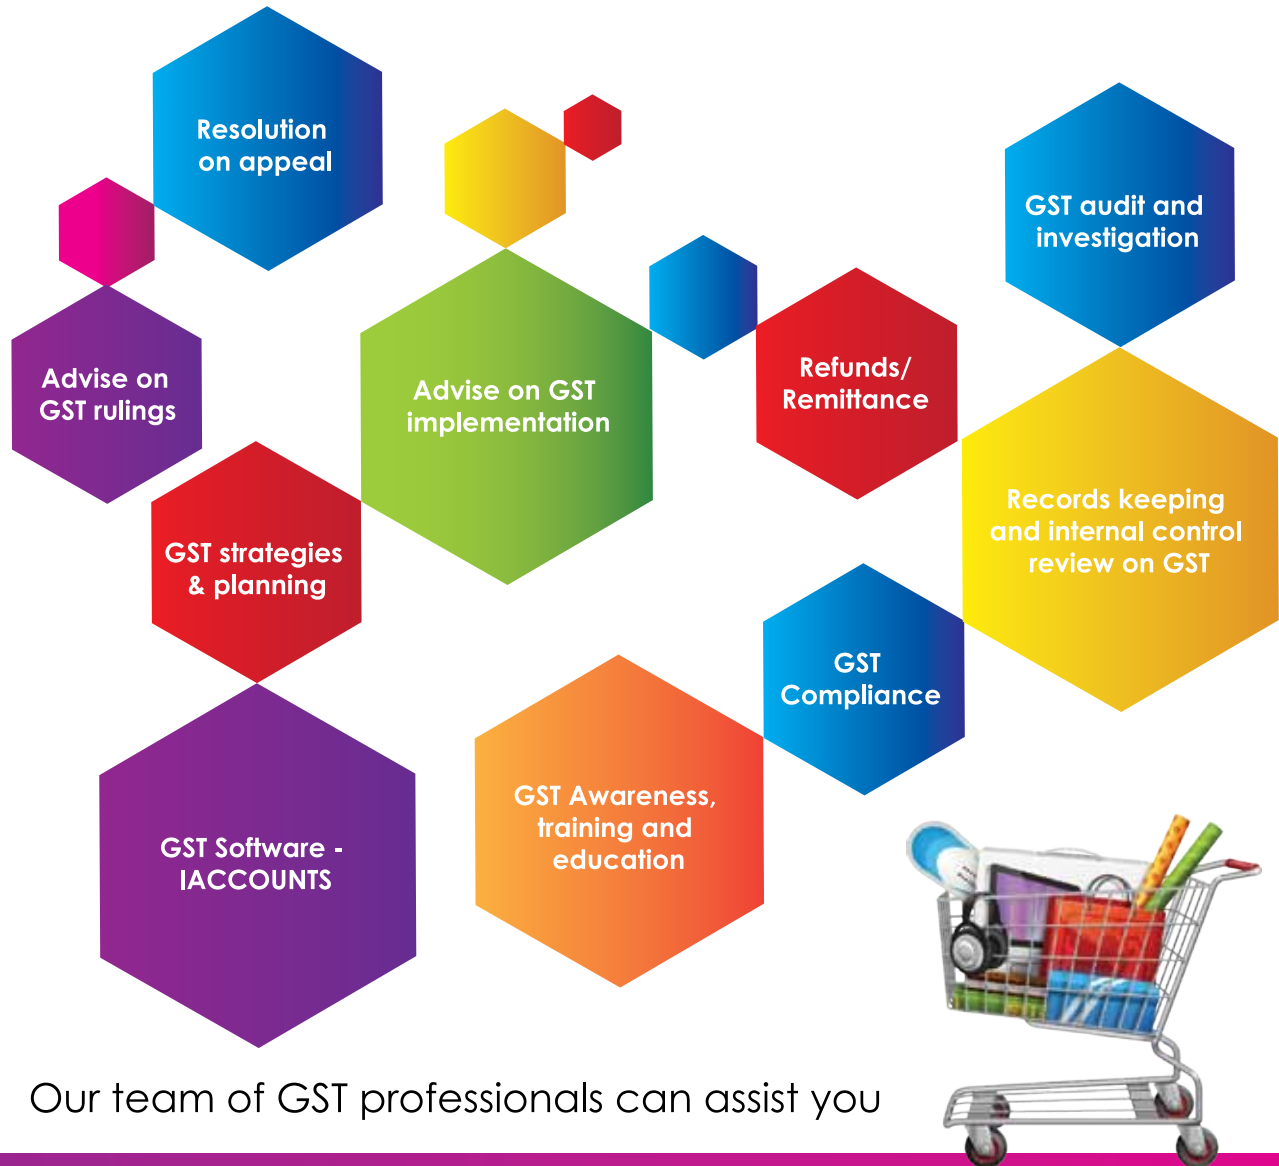 Resolution
on appeal
GST audit and
investigation
Advise on
GST rulings
Advise on GST
implementation
Refunds/
Remittance
Records keeping
and internal control
review on GST
GST strategies
& planning
GST
Compliance
GST Software -
IACCOUNTS
GST Awareness,
training and
education
Our team of GST professionals can assist you